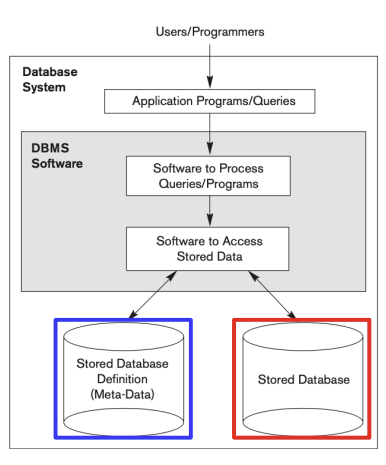 Users/Programmers
Database
System
Application Programs/Queries
DBMS
Software
Software to Process
Queries/Programs
Software to Access
Stored Data
Stored Database
Definition
(Meta-Data)
Stored Database